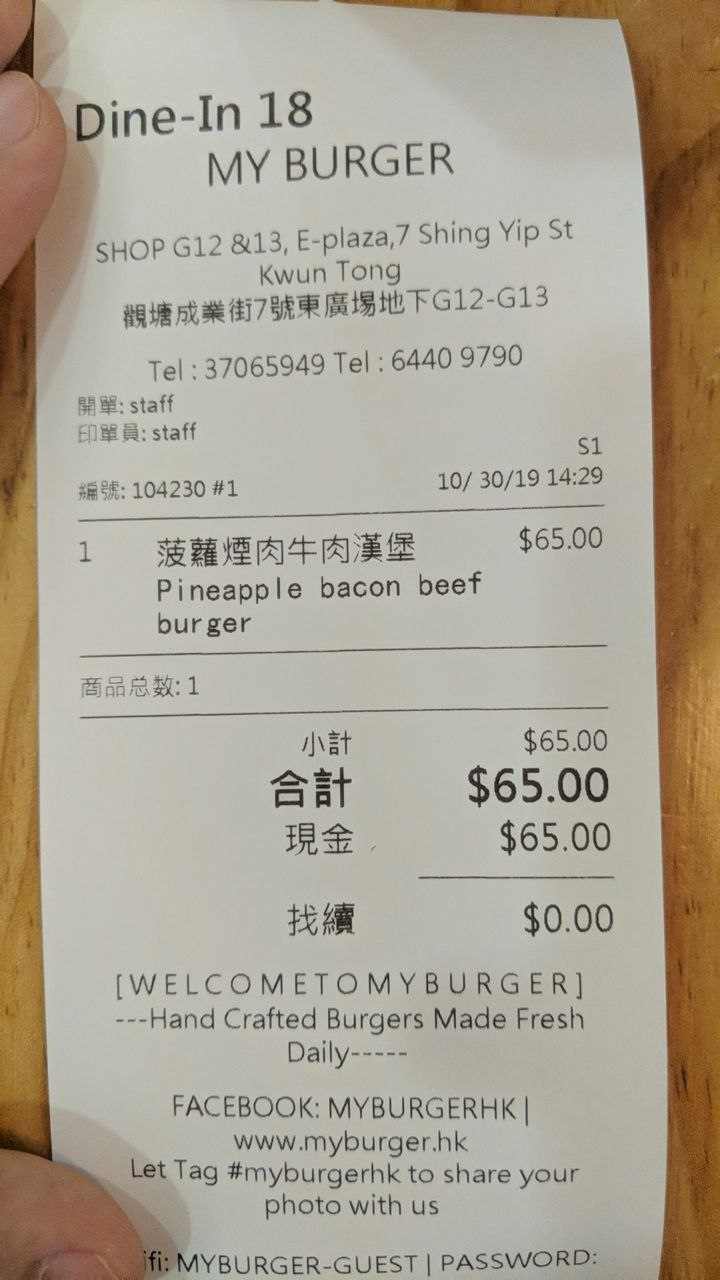 Dine-In 18
MY BURGER
SHOP G12 &13, E-plaza,7 Shing Yip St
Kwun Tong
觀塘成業街7號東廣場地下G12-G13
Tel : 37065949 Tel : 6440 9790
開單: staff
印單員: staff
S1
編號: 104230 #1 10/ 30/19 14:29
1 菠蘿煙肉牛肉漢堡 $65.00
Pineapple bacon beef
burger
商品总数: 1
小計 $65.00
合計 $65.00
現金 $65.00
找續 $0.00
[WELCOMETOMYBURGER]
---Hand Crafted Burgers Made Fresh
Daily-----
FACEBOOK: MYBURGERHK |
www.myburger.hk
Let Tag #myburgerhk to share your
photo with us
ifi: MYBURGER-GUEST | PASSWORD: